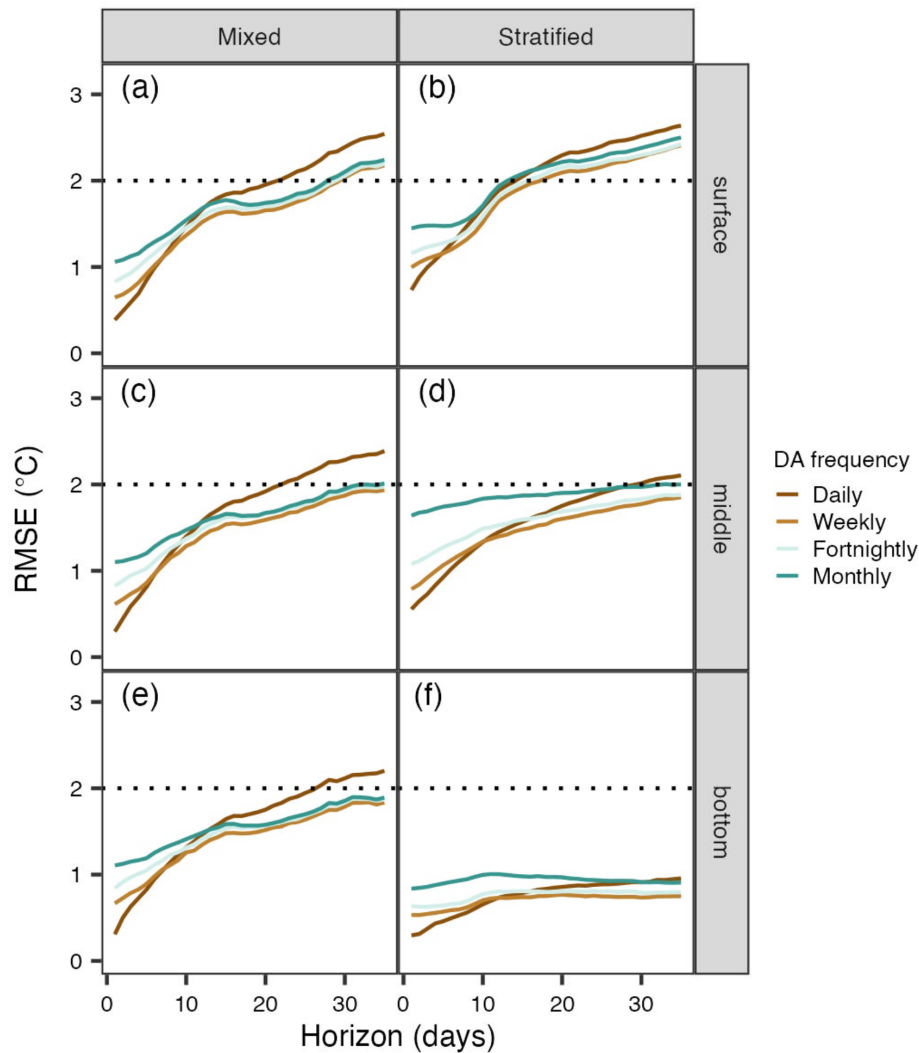 Mixed
Stratified
(a)
(b)
3
2
1
0
surface
(c)
(d)
3
2
1
0
middle
(e)
(f)
3
2
1
0
bottom
RMSE (°C)
0
10
20
30
0
10
20
30
Horizon (days)
DA frequency
Daily
Weekly
Fortnightly
Monthly